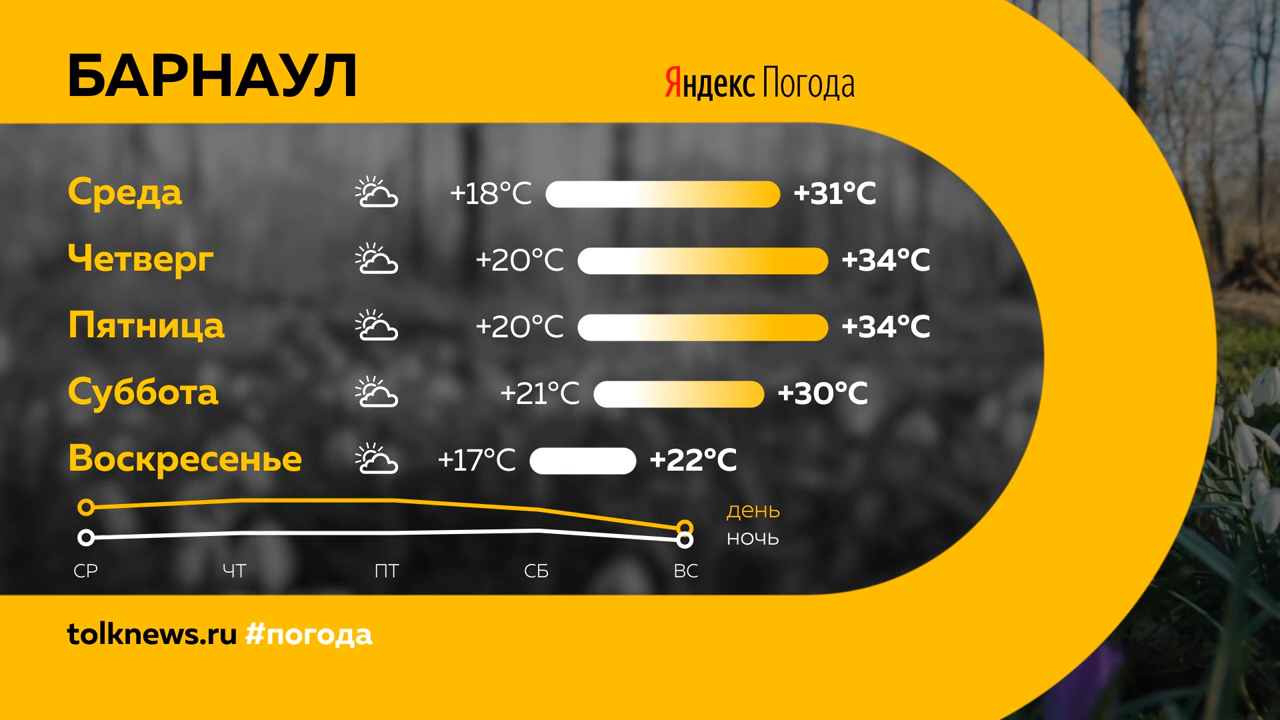 БАРНАУЛ
Яндекс Погода
Среда +18°C +31°C
Четверг +20°C +34°C
Пятница +20°C +34°C
Суббота +21°C +30°C
Воскресенье +17°C +22°C
день
ночь
СР ЧТ ПТ СБ ВС
tolknews.ru #погода